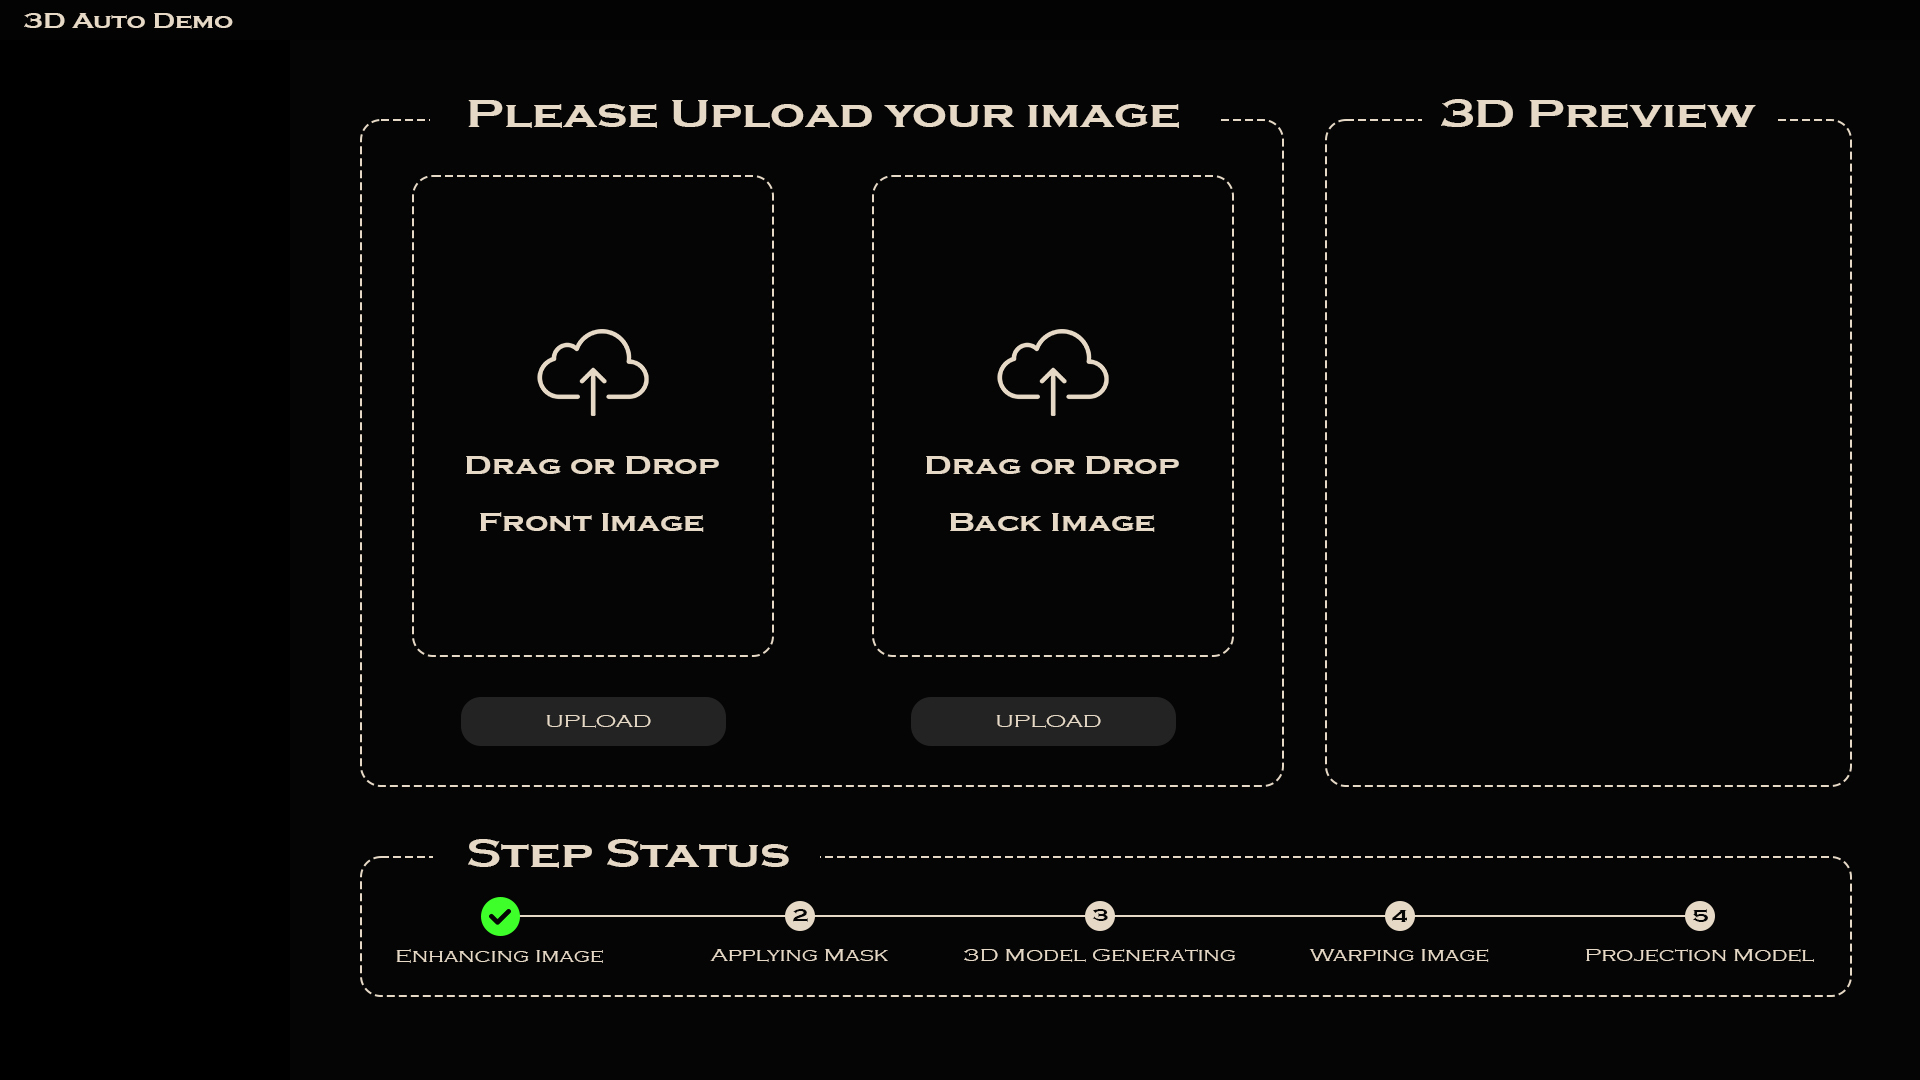 3D Auto Demo
Please Upload your image
3D Preview
Drag or Drop
Front Image
Drag or Drop
Back Image
UPLOAD
UPLOAD
Step Status
2
3
4
5
Enhancing Image
Applying Mask
3D Model Generating
Warping Image
Projection Model